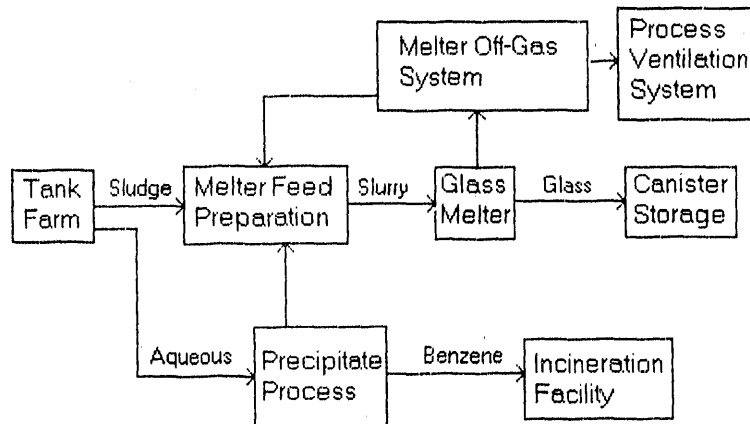 Melter Off-Gas
System
Process
Ventilation
System
Tank
Farm
Sludge
Melter Feed
Preparation
Slurry
Glass
Melter
Glass
Canister
Storage
Aqueous
Precipitate
Process
Benzene
Incineration
Facility